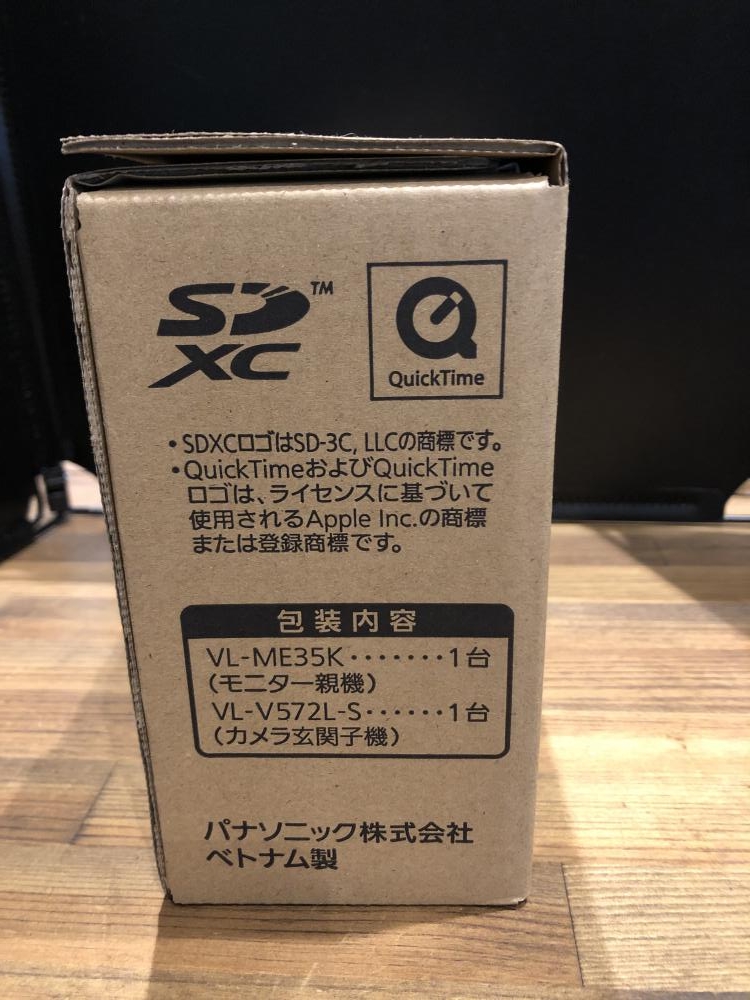 SD™
XC
QuickTime
・SDXCロゴはSD-3C, LLCの商標です。
・QuickTimeおよびQuickTime
ロゴは、ライセンスに基づいて
使用されるApple Inc.の商標
または登録商標です。
包装内容
VL-ME35K・・・・・・・1台
(モニター親機)
VL-V572L-S・・・・・・1台
(カメラ玄関子機)
パナソニック株式会社
ベトナム製